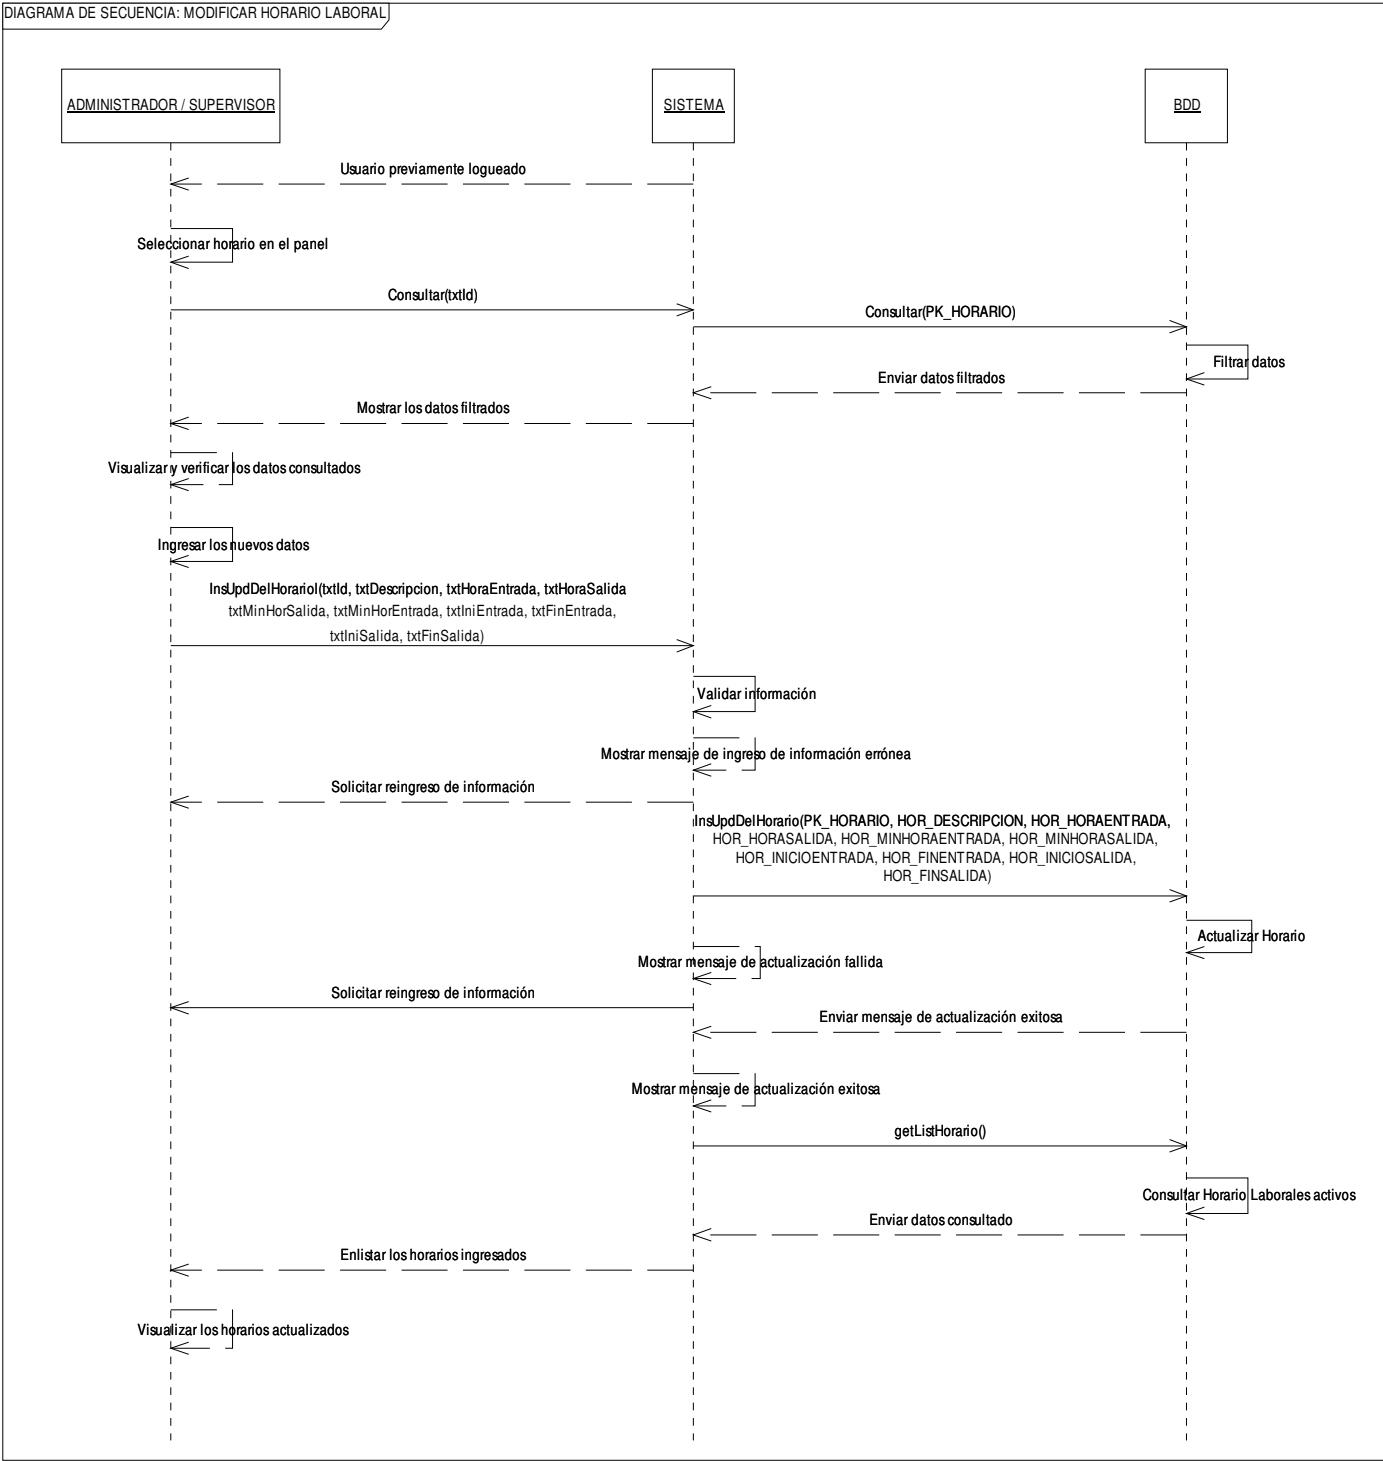 DIAGRAMA DE SECUENCIA: MODIFICAR HORARIO LABORAL
ADMINISTRADOR / SUPERVISOR
SISTEMA
BDD
Usuario previamente logueado
Seleccionar horario en el panel
Consultar(txtId)
Consultar(PK_HORARIO)
Filtrar datos
Enviar datos filtrados
Mostrar los datos filtrados
Visualizar y verificar los datos consultados
Ingresar los nuevos datos
InsUpdDelHorariol(txtId, txtDescripcion, txtHoraEntrada, txtHoraSalida
txtMinHorSalida, txtMinHorEntrada, txtIniEntrada, txtFinEntrada,
txtIniSalida, txtFinSalida)
Validar información
Mostrar mensaje de ingreso de información errónea
Solicitar reingreso de información
InsUpdDelHorario(PK_HORARIO, HOR_DESCRIPCION, HOR_HORAENTRADA,
HOR_HORASALIDA, HOR_MINHORAENTRADA, HOR_MINHORASALIDA,
HOR_INICIOENTRADA, HOR_FINENTRADA, HOR_INICIOSALIDA,
HOR_FINSALIDA)
Actualizar Horario
Mostrar mensaje de actualización fallida
Solicitar reingreso de información
Enviar mensaje de actualización exitosa
Mostrar mensaje de actualización exitosa
getListHorario()
Consultar Horario Laborales activos
Enviar datos consultado
Enlistar los horarios ingresados
Visualizar los horarios actualizados